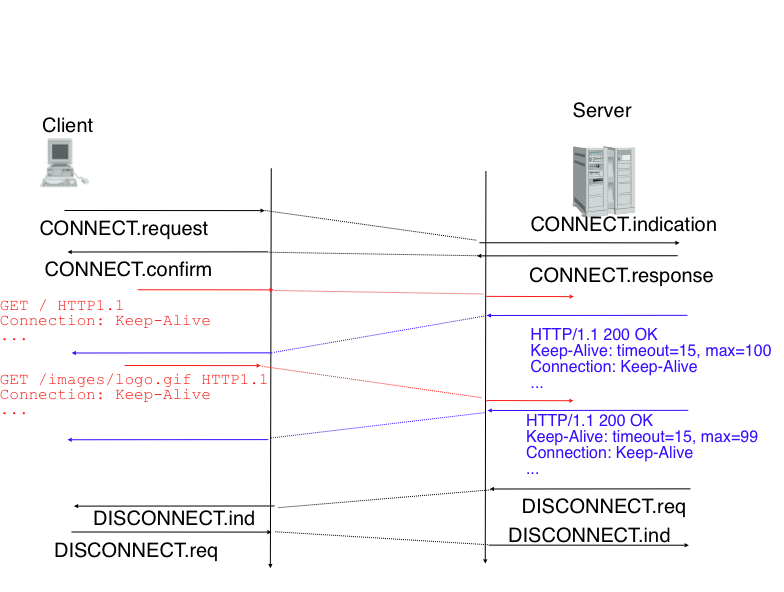 Server
Client
CONNECT.request
CONNECT.indication
CONNECT.confirm
CONNECT.response
GET / HTTP1.1
Connection: Keep-Alive
...
HTTP/1.1 200 OK
Keep-Alive: timeout=15, max=100
Connection: Keep-Alive
...
GET /images/logo.gif HTTP1.1
Connection: Keep-Alive
...
HTTP/1.1 200 OK
Keep-Alive: timeout=15, max=99
Connection: Keep-Alive
...
DISCONNECT.req
DISCONNECT.ind
DISCONNECT.ind
DISCONNECT.req